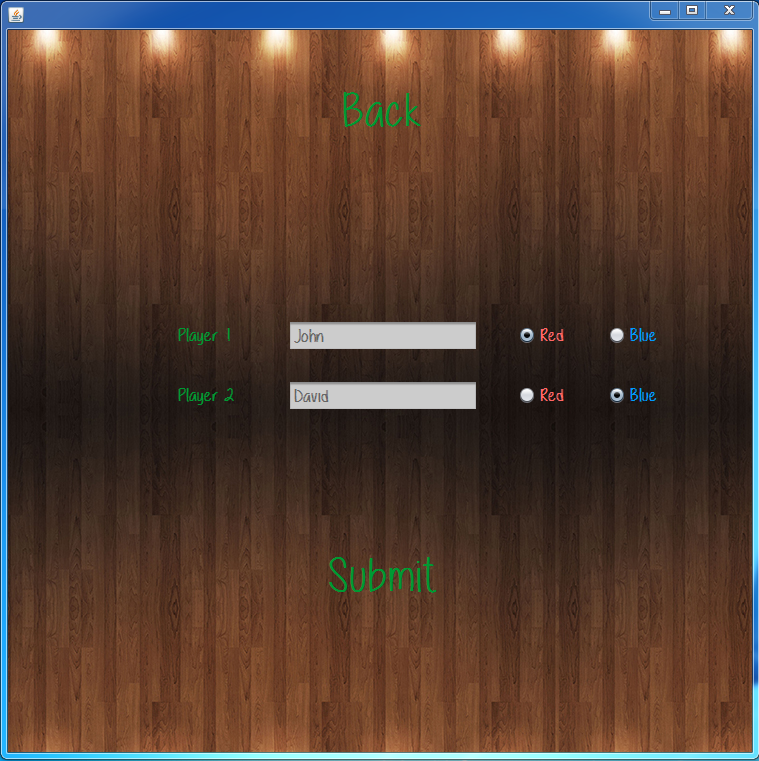 Back
Player 1 John Red Blue
Player 2 David Red Blue
Submit